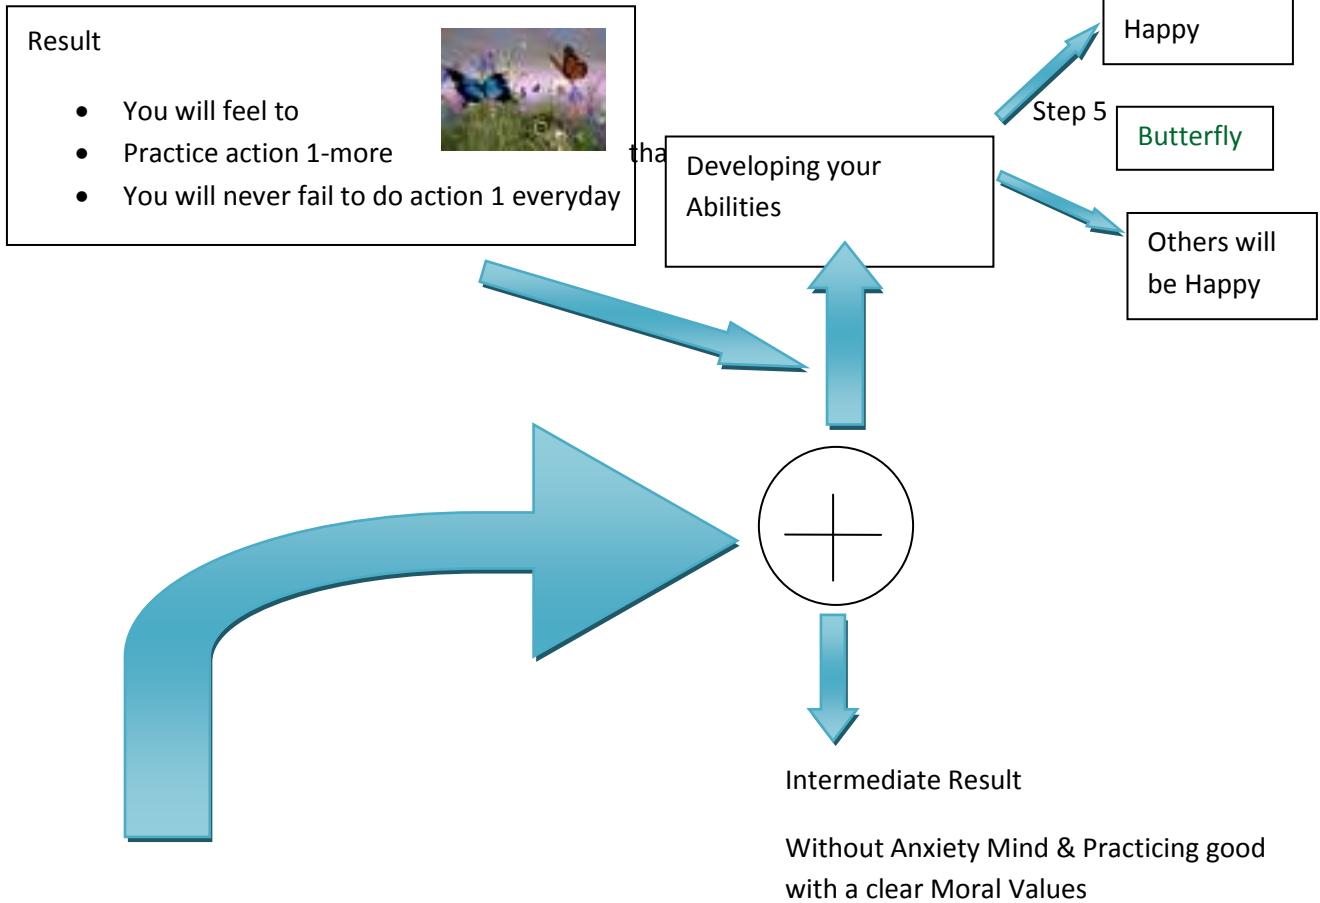 Result
• You will feel to
• Practice action 1-more tha
• You will never fail to do action 1 everyday
Developing your
Abilities
Happy
Step 5
Butterfly
Others will
be Happy
Intermediate Result
Without Anxiety Mind & Practicing good
with a clear Moral Values